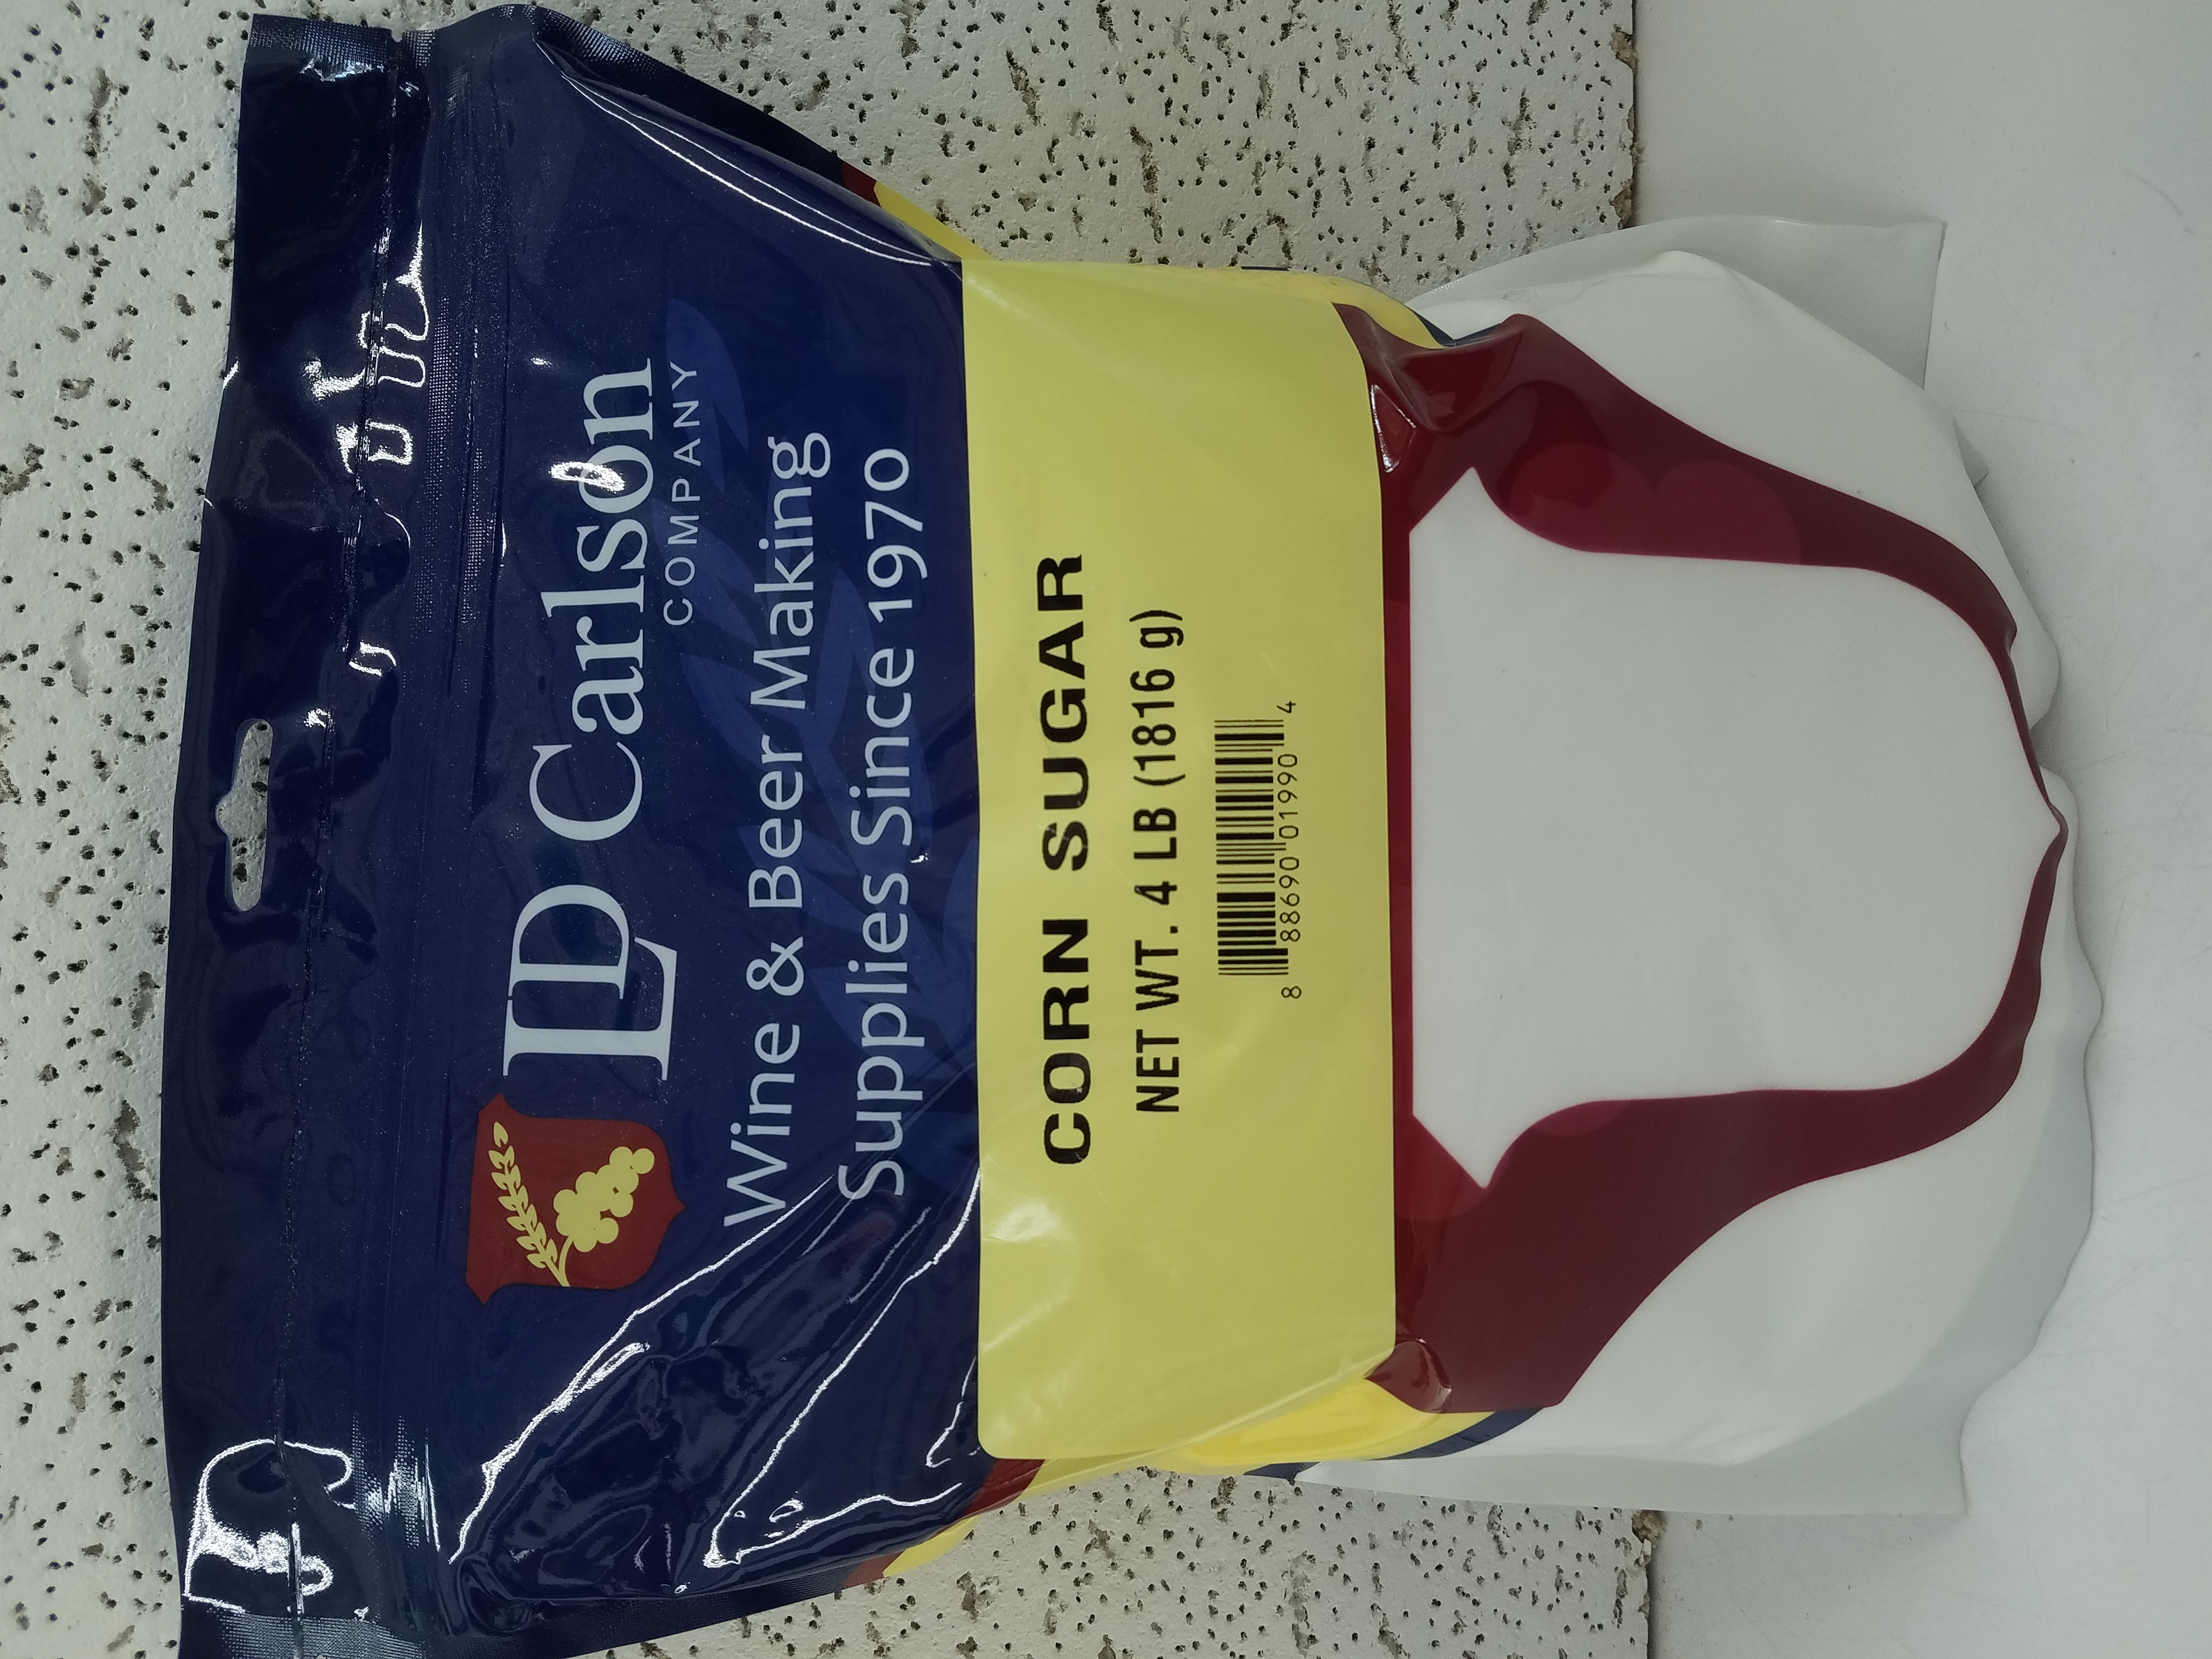 LD Carlson
COMPANY
Wine & Beer Making
Supplies Since 1970
CORN SUGAR
NET WT. 4 LB (1816 g)
8 88690 01990 4